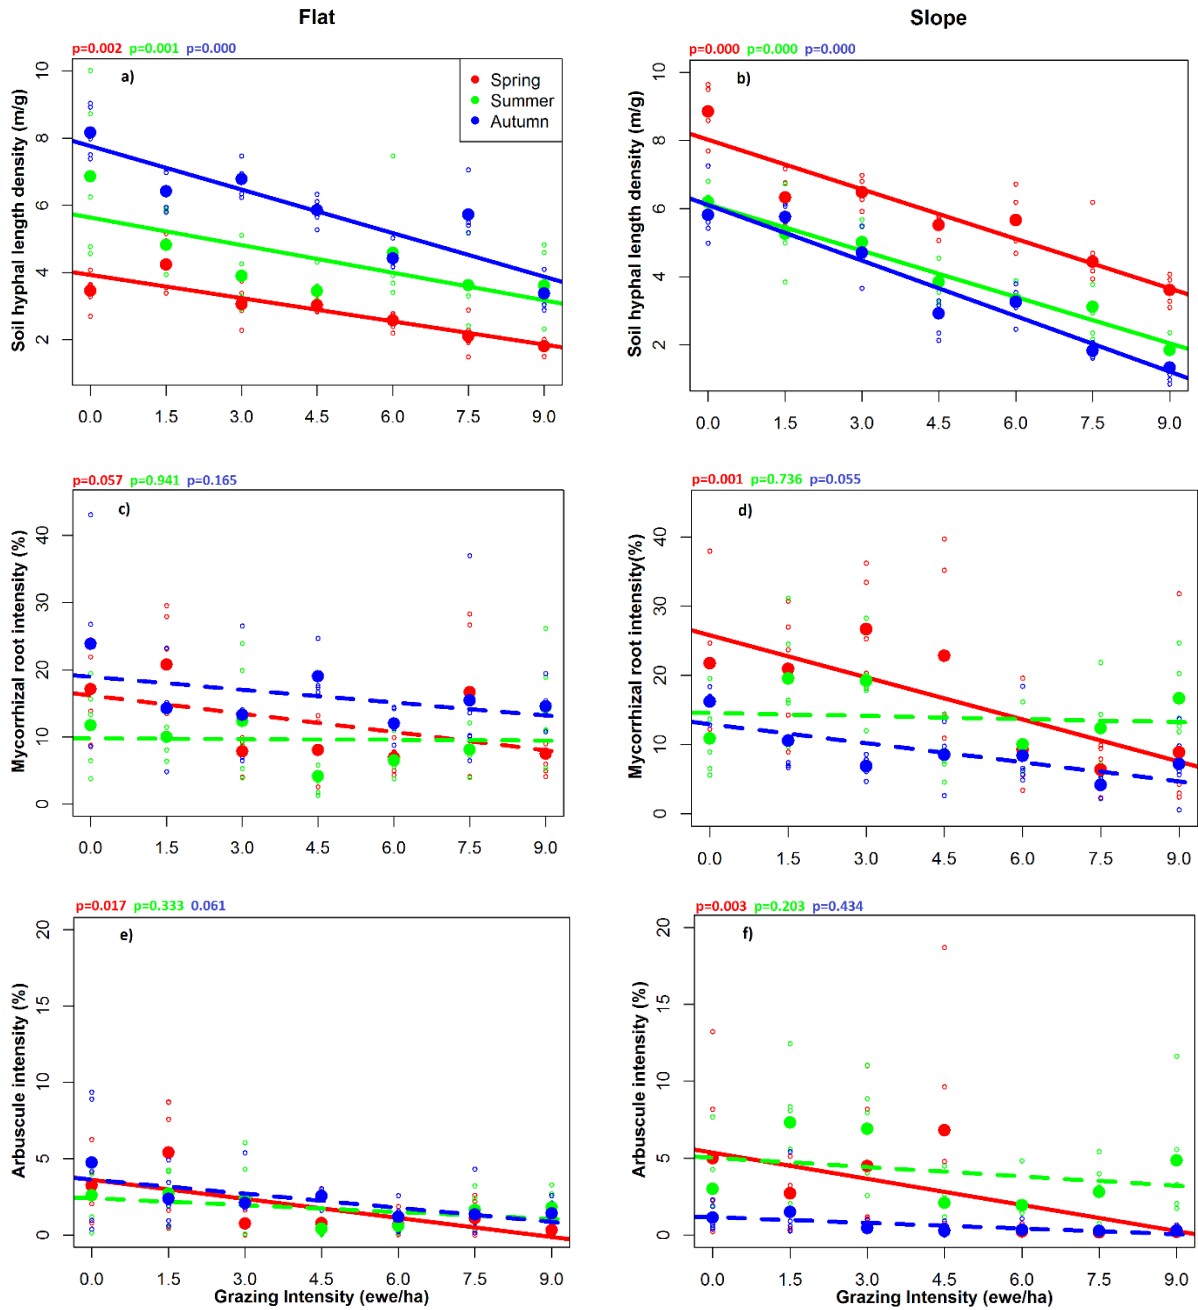 Flat
Slope
p=0.002 p=0.001 p=0.000
p=0.000 p=0.000 p=0.000
a)
Spring
Summer
Autumn
Soil hyphal length density (m/g)
10
8
6
4
2
0.0 1.5 3.0 4.5 6.0 7.5 9.0
b)
Soil hyphal length density (m/g)
10
8
6
4
2
0.0 1.5 3.0 4.5 6.0 7.5 9.0
p=0.057 p=0.941 p=0.165
c)
Mycorrhizal root intensity (%)
40
30
20
10
0
0.0 1.5 3.0 4.5 6.0 7.5 9.0
p=0.001 p=0.736 p=0.055
d)
Mycorrhizal root intensity(%)
40
30
20
10
0
0.0 1.5 3.0 4.5 6.0 7.5 9.0
p=0.017 p=0.333 0.061
e)
Arbuscule intensity (%)
20
15
10
5
0
0.0 1.5 3.0 4.5 6.0 7.5 9.0
Grazing Intensity (ewe/ha)
p=0.003 p=0.203 p=0.434
f)
Arbuscule intensity (%)
20
15
10
5
0
0.0 1.5 3.0 4.5 6.0 7.5 9.0
Grazing Intensity (ewe/ha)